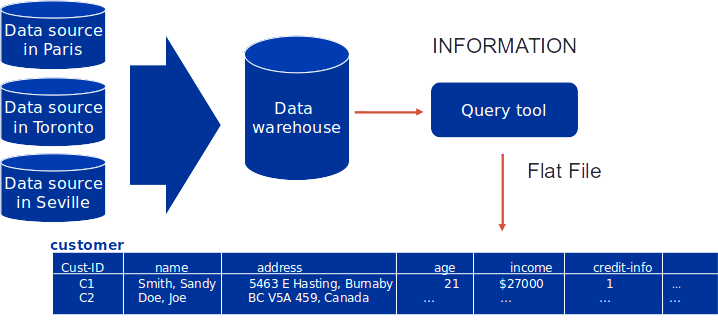 Data source
in Paris
Data source
in Toronto
Data source
in Seville
Data
warehouse
INFORMATION
Query tool
Flat File
customer
Cust-ID name address age income credit-info
C1 Smith, Sandy 5463 E Hasting, Burnaby 21 $27000 1 ...
C2 Doe, Joe BC V5A 459, Canada ... ... ... ...